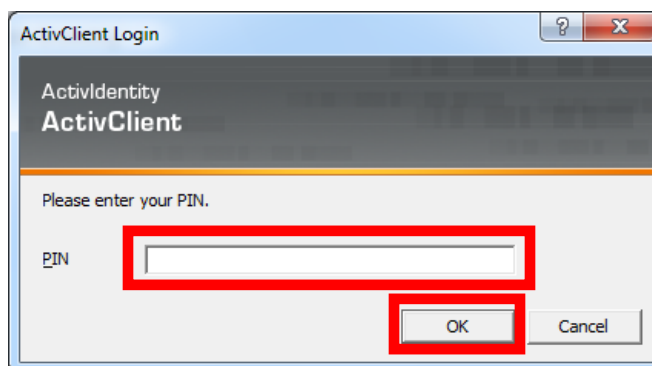 ActivClient Login
ActivIdentity
ActivClient
Please enter your PIN.
PIN
OK Cancel